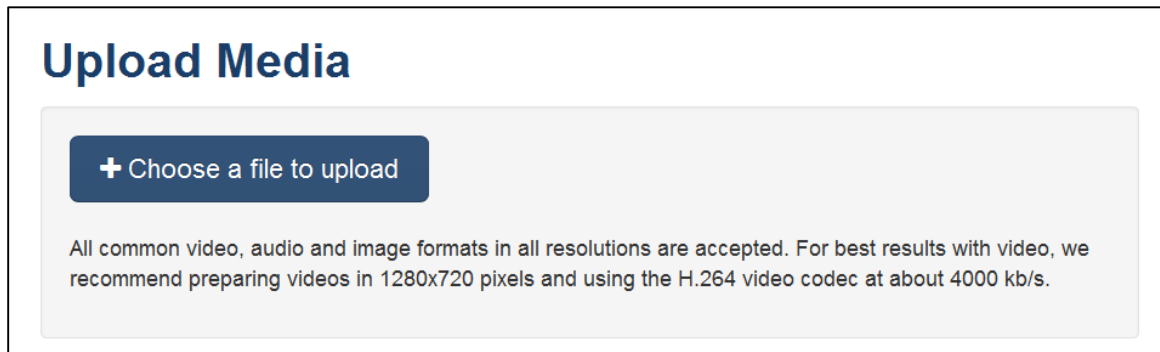 Upload Media
+ Choose a file to upload
All common video, audio and image formats in all resolutions are accepted. For best results with video, we
recommend preparing videos in 1280x720 pixels and using the H.264 video codec at about 4000 kb/s.